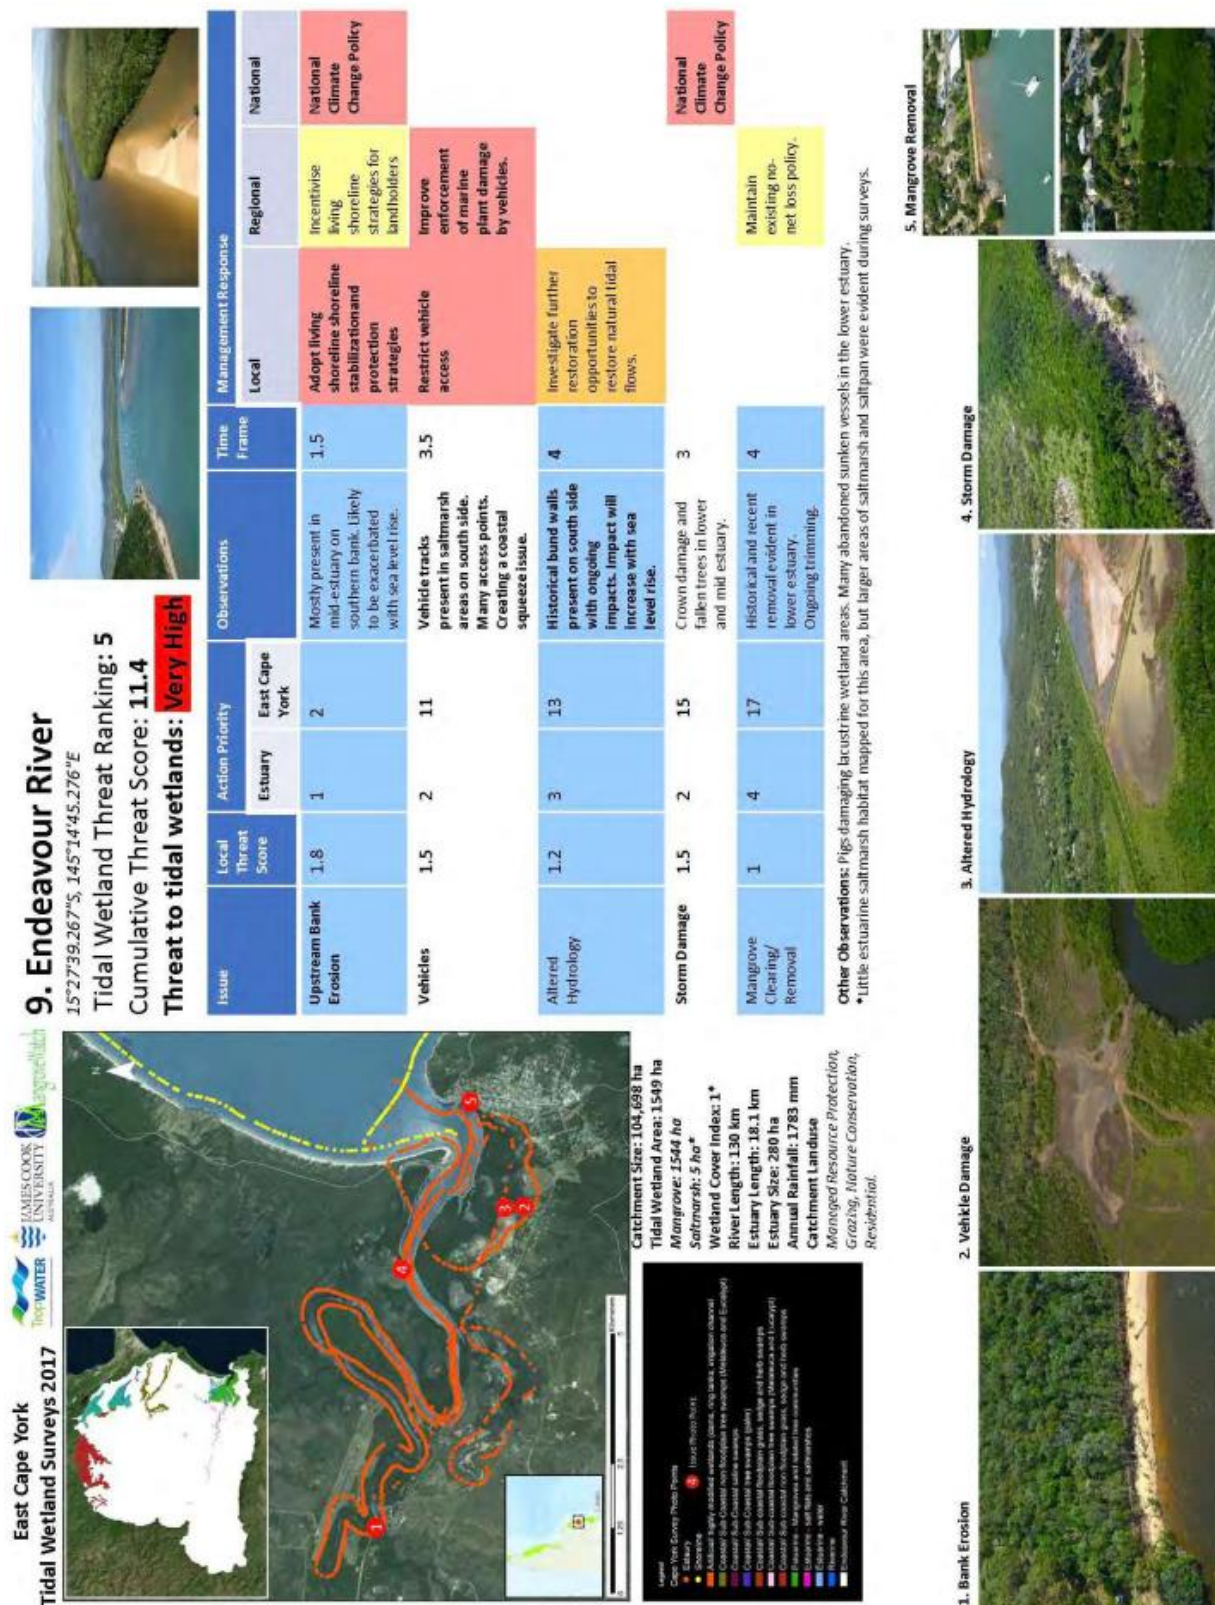 East Cape York
Tidal Wetland Surveys 2017
TropWATER
JAMES COOK
UNIVERSITY
AUSTRALIA
MangroveWatch
9. Endeavour River
15°27'39.267"S, 145°14'45.276"E
Tidal Wetland Threat Ranking: 5
Cumulative Threat Score: 11.4
Threat to tidal wetlands: Very High
N
1
2
3
4
5
Catchment Size: 104,698 ha
Tidal Wetland Area: 1549 ha
Mangrove: 1544 ha
Saltmarsh: 5 ha*
Wetland Cover Index: 1*
River Length: 130 km
Estuary Length: 18.1 km
Estuary Size: 280 ha
Annual Rainfall: 1783 mm
Catchment Landuse
Managed Resource Protection,
Grazing, Nature Conservation,
Residential.
Issue
Local
Threat
Score
Action Priority
Estuary
East Cape
York
Observations
Time
Frame
Management Response
Local
Regional
National
Upstream Bank
Erosion
1.8
1
2
Mostly present in
mid-estuary on
southern bank. Likely
to be exacerbated
with sea level rise.
1.5
Adopt living
shoreline shoreline
stabilizationand
protection
strategies
Incentivise
living
shoreline
strategies for
landholders
National
Climate
Change Policy
Vehicles
1.5
2
11
Vehicle tracks
present in saltmarsh
areas on south side.
Many access points.
Creating a coastal
squeeze issue.
3.5
Restrict vehicle
access
Improve
enforcement
of marine
plant damage
by vehicles.
Altered
Hydrology
1.2
3
13
Historical bund walls
present on south side
with ongoing
impacts. Impact will
increase with sea
level rise.
4
Investigate further
restoration
opportunities to
restore natural tidal
flows.
Storm Damage
1.5
2
15
Crown damage and
fallen trees in lower
and mid estuary.
3
National
Climate
Change Policy
Mangrove
Clearing/
Removal
1
4
17
Historical and recent
removal evident in
lower estuary.
Ongoing trimming.
4
Maintain
existing no-
net loss policy.
Other Observations: Pigs damaging lacustrine wetland areas. Many abandoned sunken vessels in the lower estuary.
*Little estuarine saltmarsh habitat mapped for this area, but larger areas of saltmarsh and saltpan were evident during surveys.
1. Bank Erosion
2. Vehicle Damage
3. Altered Hydrology
4. Storm Damage
5. Mangrove Removal